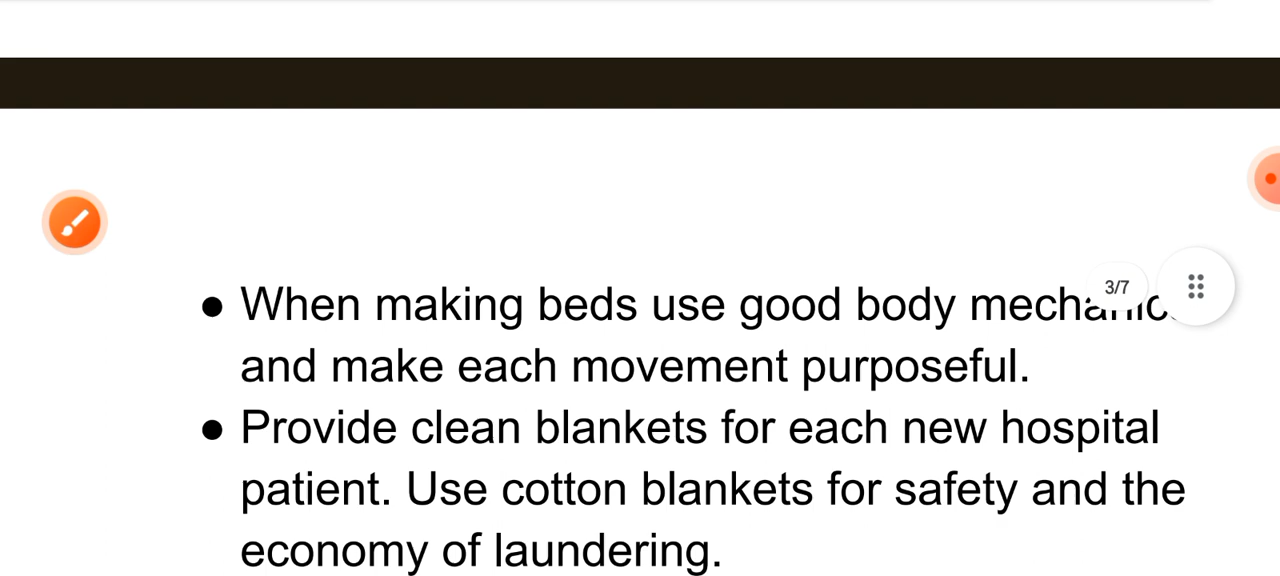 3/7
● When making beds use good body
and make each movement purposeful.
● Provide clean blankets for each new hospital
patient. Use cotton blankets for safety and the
economy of laundering.